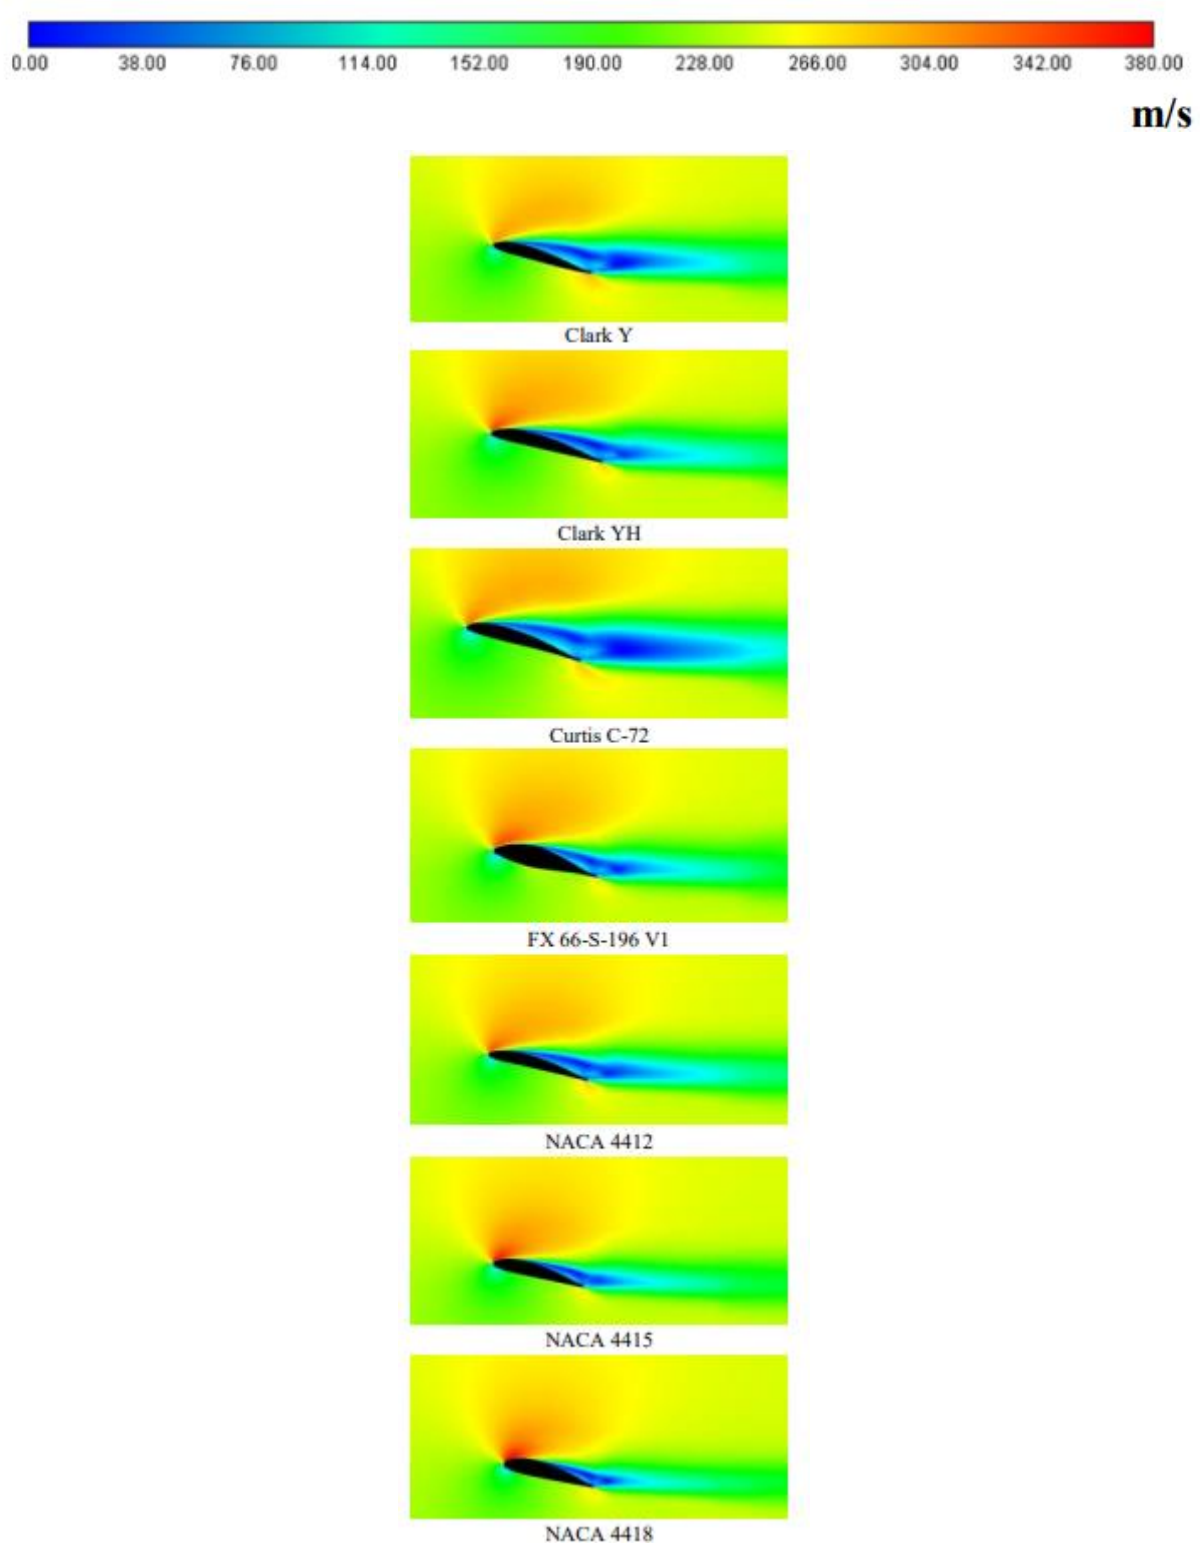 0.00 38.00 76.00 114.00 152.00 190.00 228.00 266.00 304.00 342.00 380.00
m/s
Clark Y
Clark YH
Curtis C-72
FX 66-S-196 V1
NACA 4412
NACA 4415
NACA 4418